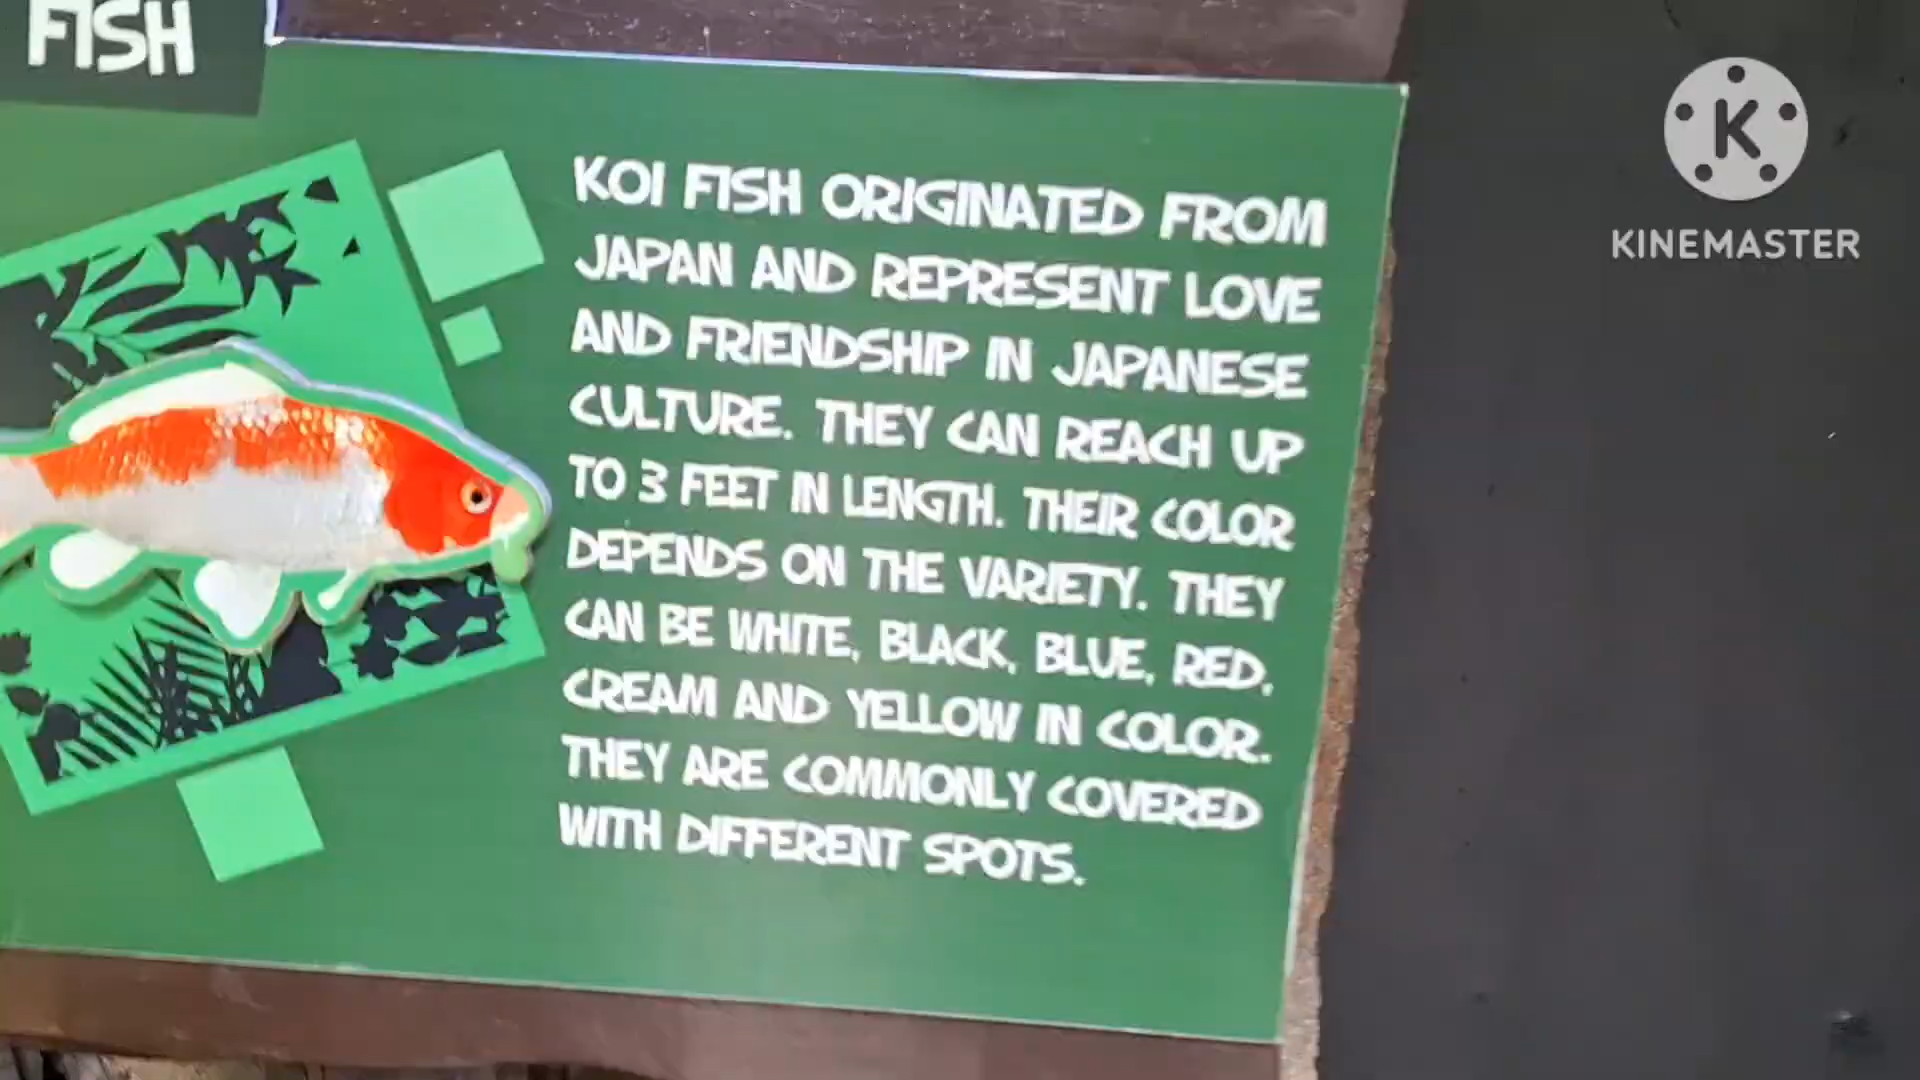 FISH
KOI FISH ORIGINATED FROM
JAPAN AND REPRESENT LOVE
AND FRIENDSHIP IN JAPANESE
CULTURE. THEY CAN REACH UP
TO 3 FEET IN LENGTH. THEIR COLOR
DEPENDS ON THE VARIETY. THEY
CAN BE WHITE, BLACK, BLUE, RED,
CREAM AND YELLOW IN COLOR.
THEY ARE COMMONLY COVERED
WITH DIFFERENT SPOTS.
K
KINEMASTER